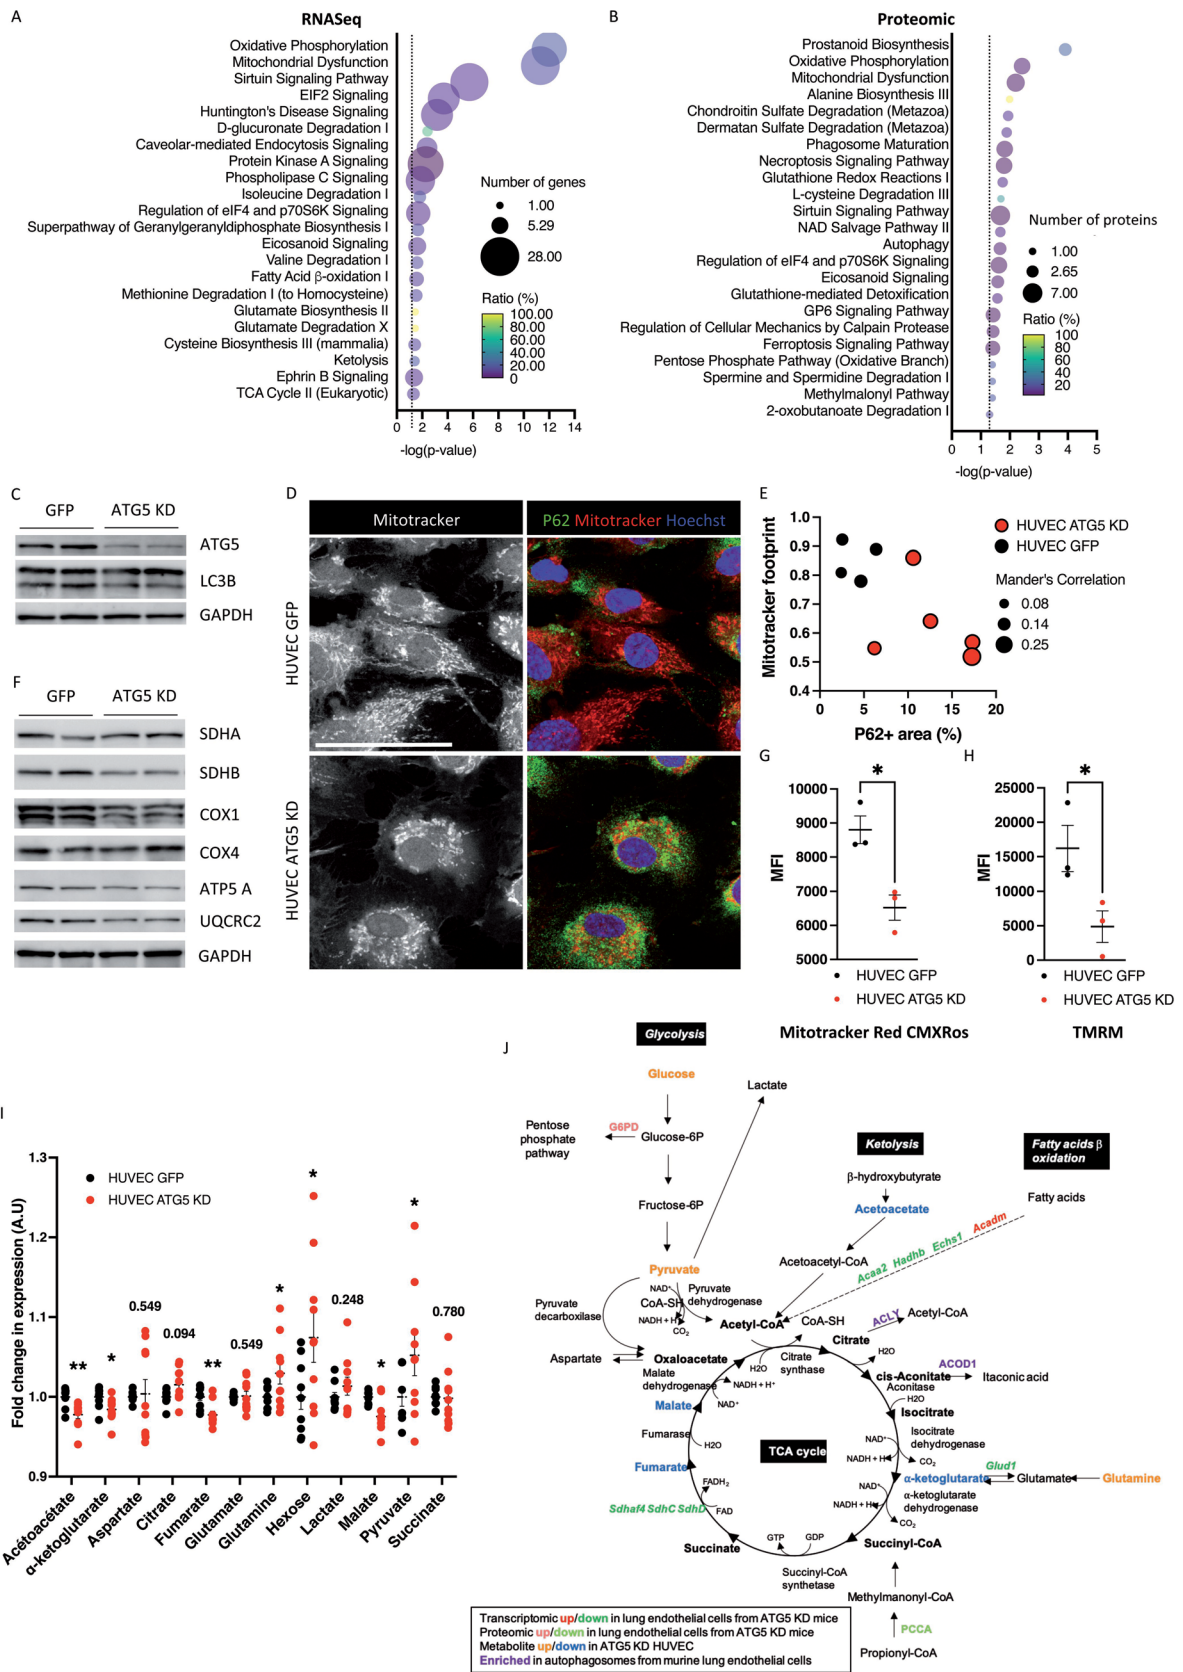 A
RNASeq
Oxidative Phosphorylation
Mitochondrial Dysfunction
Sirtuin Signaling Pathway
EIF2 Signaling
Huntington's Disease Signaling
D-glucuronate Degradation I
Caveolar-mediated Endocytosis Signaling
Protein Kinase A Signaling
Phospholipase C Signaling
Isoleucine Degradation I
Regulation of eIF4 and p70S6K Signaling
Superpathway of Geranylgeranyldiphosphate Biosynthesis I
Eicosanoid Signaling
Valine Degradation I
Fatty Acid β-oxidation I
Methionine Degradation I (to Homocysteine)
Glutamate Biosynthesis II
Glutamate Degradation X
Cysteine Biosynthesis III (mammalia)
Ketolysis
Ephrin B Signaling
TCA Cycle II (Eukaryotic)
0 2 4 6 8 10 12 14
-log(p-value)
Number of genes
1.00
5.29
28.00
Ratio (%)
100.00
80.00
60.00
40.00
20.00
0
B
Proteomic
Prostanoid Biosynthesis
Oxidative Phosphorylation
Mitochondrial Dysfunction
Alanine Biosynthesis III
Chondroitin Sulfate Degradation (Metazoa)
Dermatan Sulfate Degradation (Metazoa)
Phagosome Maturation
Necroptosis Signaling Pathway
Glutathione Redox Reactions I
L-cysteine Degradation III
Sirtuin Signaling Pathway
NAD Salvage Pathway II
Autophagy
Regulation of eIF4 and p70S6K Signaling
Eicosanoid Signaling
Glutathione-mediated Detoxification
GP6 Signaling Pathway
Regulation of Cellular Mechanics by Calpain Protease
Ferroptosis Signaling Pathway
Pentose Phosphate Pathway (Oxidative Branch)
Spermine and Spermidine Degradation I
Methylmalonyl Pathway
2-oxobutanoate Degradation I
0 1 2 3 4 5
-log(p-value)
Number of proteins
1.00
2.65
7.00
Ratio (%)
100
80
60
40
20
C
GFP ATG5 KD
ATG5
LC3B
GAPDH
D
Mitotracker
P62 Mitotracker Hoechst
HUVEC GFP
HUVEC ATG5 KD
E
Mitotracker footprint
1.0
0.9
0.8
0.7
0.6
0.5
0.4
0 5 10 15 20
P62+ area (%)
HUVEC ATG5 KD
HUVEC GFP
Mander's Correlation
0.08
0.14
0.25
F
GFP ATG5 KD
SDHA
SDHB
COX1
COX4
ATP5 A
UQCRC2
GAPDH
G
*
MFI
10000
9000
8000
7000
6000
5000
HUVEC GFP
HUVEC ATG5 KD
Mitotracker Red CMXRos
H
*
MFI
25000
20000
15000
10000
5000
0
HUVEC GFP
HUVEC ATG5 KD
TMRM
I
Fold change in expression (A.U)
1.3
1.2
1.1
1.0
0.9
HUVEC GFP
HUVEC ATG5 KD
** * 0.549 0.094 ** 0.549 * * 0.248 * * 0.780
Acétoacétate
α-ketoglutarate
Aspartate
Citrate
Fumarate
Glutamate
Glutamine
Hexose
Lactate
Malate
Pyruvate
Succinate
J
Glycolysis
Glucose
Lactate
Pentose
phosphate
pathway
G6PD
Glucose-6P
Fructose-6P
Pyruvate
Ketolysis
β-hydroxybutyrate
Acetoacetate
Acetoacetyl-CoA
Fatty acids β
oxidation
Fatty acids
Acaa2 Hadhb Echs1 Acadm
NAD⁺
CoA-SH
NADH + H⁺
CO₂
Pyruvate
dehydrogenase
Pyruvate
decarboxilase
Acetyl-CoA
CoA-SH
Citrate
ACLY
Acetyl-CoA
H2O
Citrate
synthase
H2O
Aspartate
Oxaloacetate
Malate
dehydrogenase
NADH + H⁺
NAD⁺
cis-Aconitate
ACOD1
Itaconic acid
Aconitase
H2O
Isocitrate
Malate
Fumarase
H2O
Fumarate
TCA cycle
NAD⁺
NADH + H⁺
CO₂
Isocitrate
dehydrogenase
α-ketoglutarate
Glud1
Glutamate
Glutamine
α-ketoglutarate
dehydrogenase
NAD⁺
NADH + H⁺
CO₂
FADH₂
FAD
Sdhaf4 SdhC SdhD
Succinate
GTP
GDP
Succinyl-CoA
Succinyl-CoA
synthetase
Methylmanonyl-CoA
PCCA
Propionyl-CoA
Transcriptomic up/down in lung endothelial cells from ATG5 KD mice
Proteomic up/down in lung endothelial cells from ATG5 KD mice
Metabolite up/down in ATG5 KD HUVEC
Enriched in autophagosomes from murine lung endothelial cells